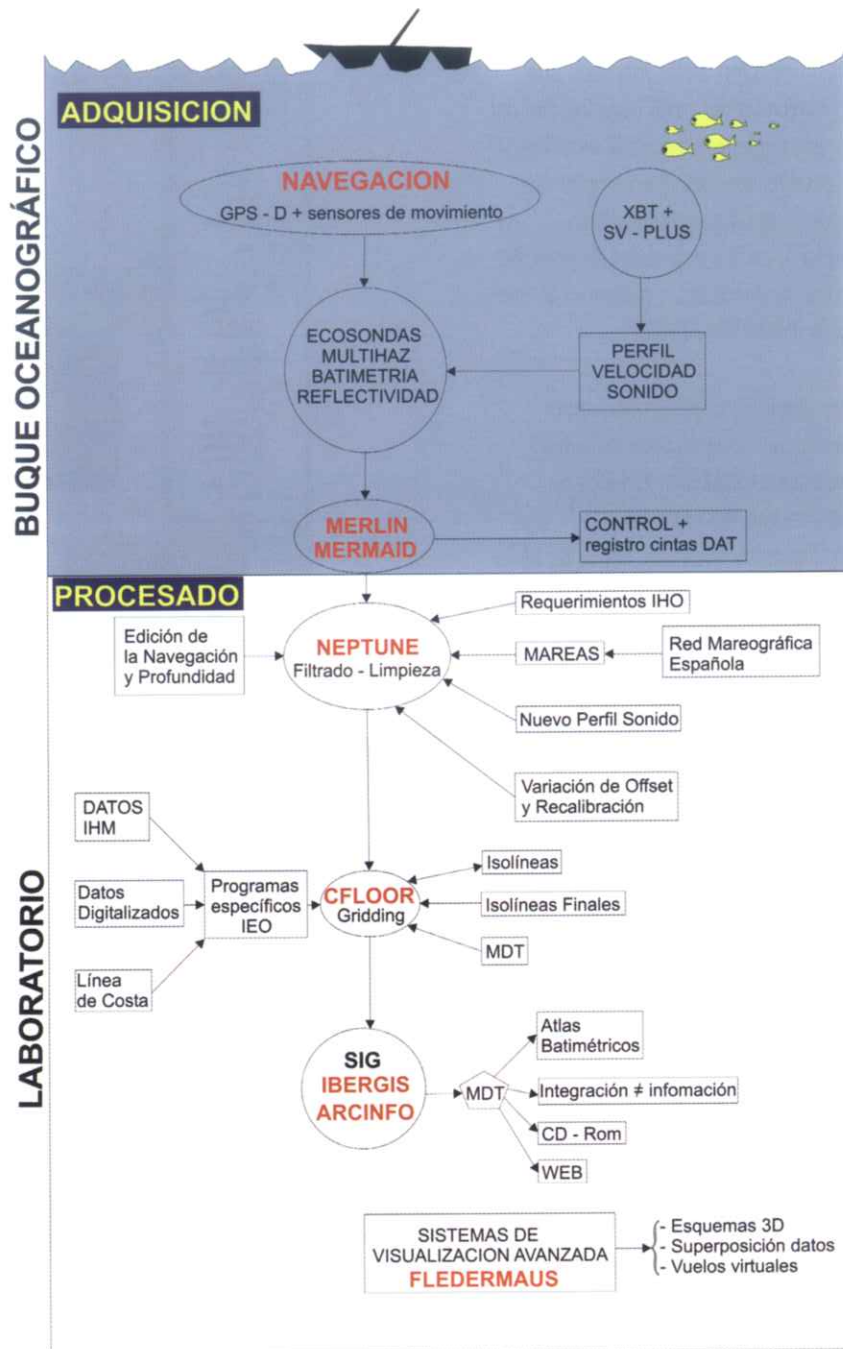 BUQUE OCEANOGRÁFICO
ADQUISICION
NAVEGACION
GPS - D + sensores de movimiento
XBT +
SV - PLUS
ECOSONDAS
MULTIHAZ
BATIMETRIA
REFLECTIVIDAD
PERFIL
VELOCIDAD
SONIDO
MERLIN
MERMAID
CONTROL +
registro cintas DAT
LABORATORIO
PROCESADO
Edición de
la Navegación
y Profundidad
NEPTUNE
Filtrado - Limpieza
Requerimientos IHO
MAREAS
Red Mareográfica
Española
Nuevo Perfil Sonido
Variación de Offset
y Recalibración
DATOS
IHM
Datos
Digitalizados
Línea
de Costa
Programas
específicos
IEO
CFLOOR
Gridding
Isolíneas
Isolíneas Finales
MDT
SIG
IBERGIS
ARCINFO
MDT
Atlas
Batimétricos
Integración ≠ infomación
CD - Rom
WEB
SISTEMAS DE
VISUALIZACION AVANZADA
FLEDERMAUS
- Esquemas 3D
- Superposición datos
- Vuelos virtuales